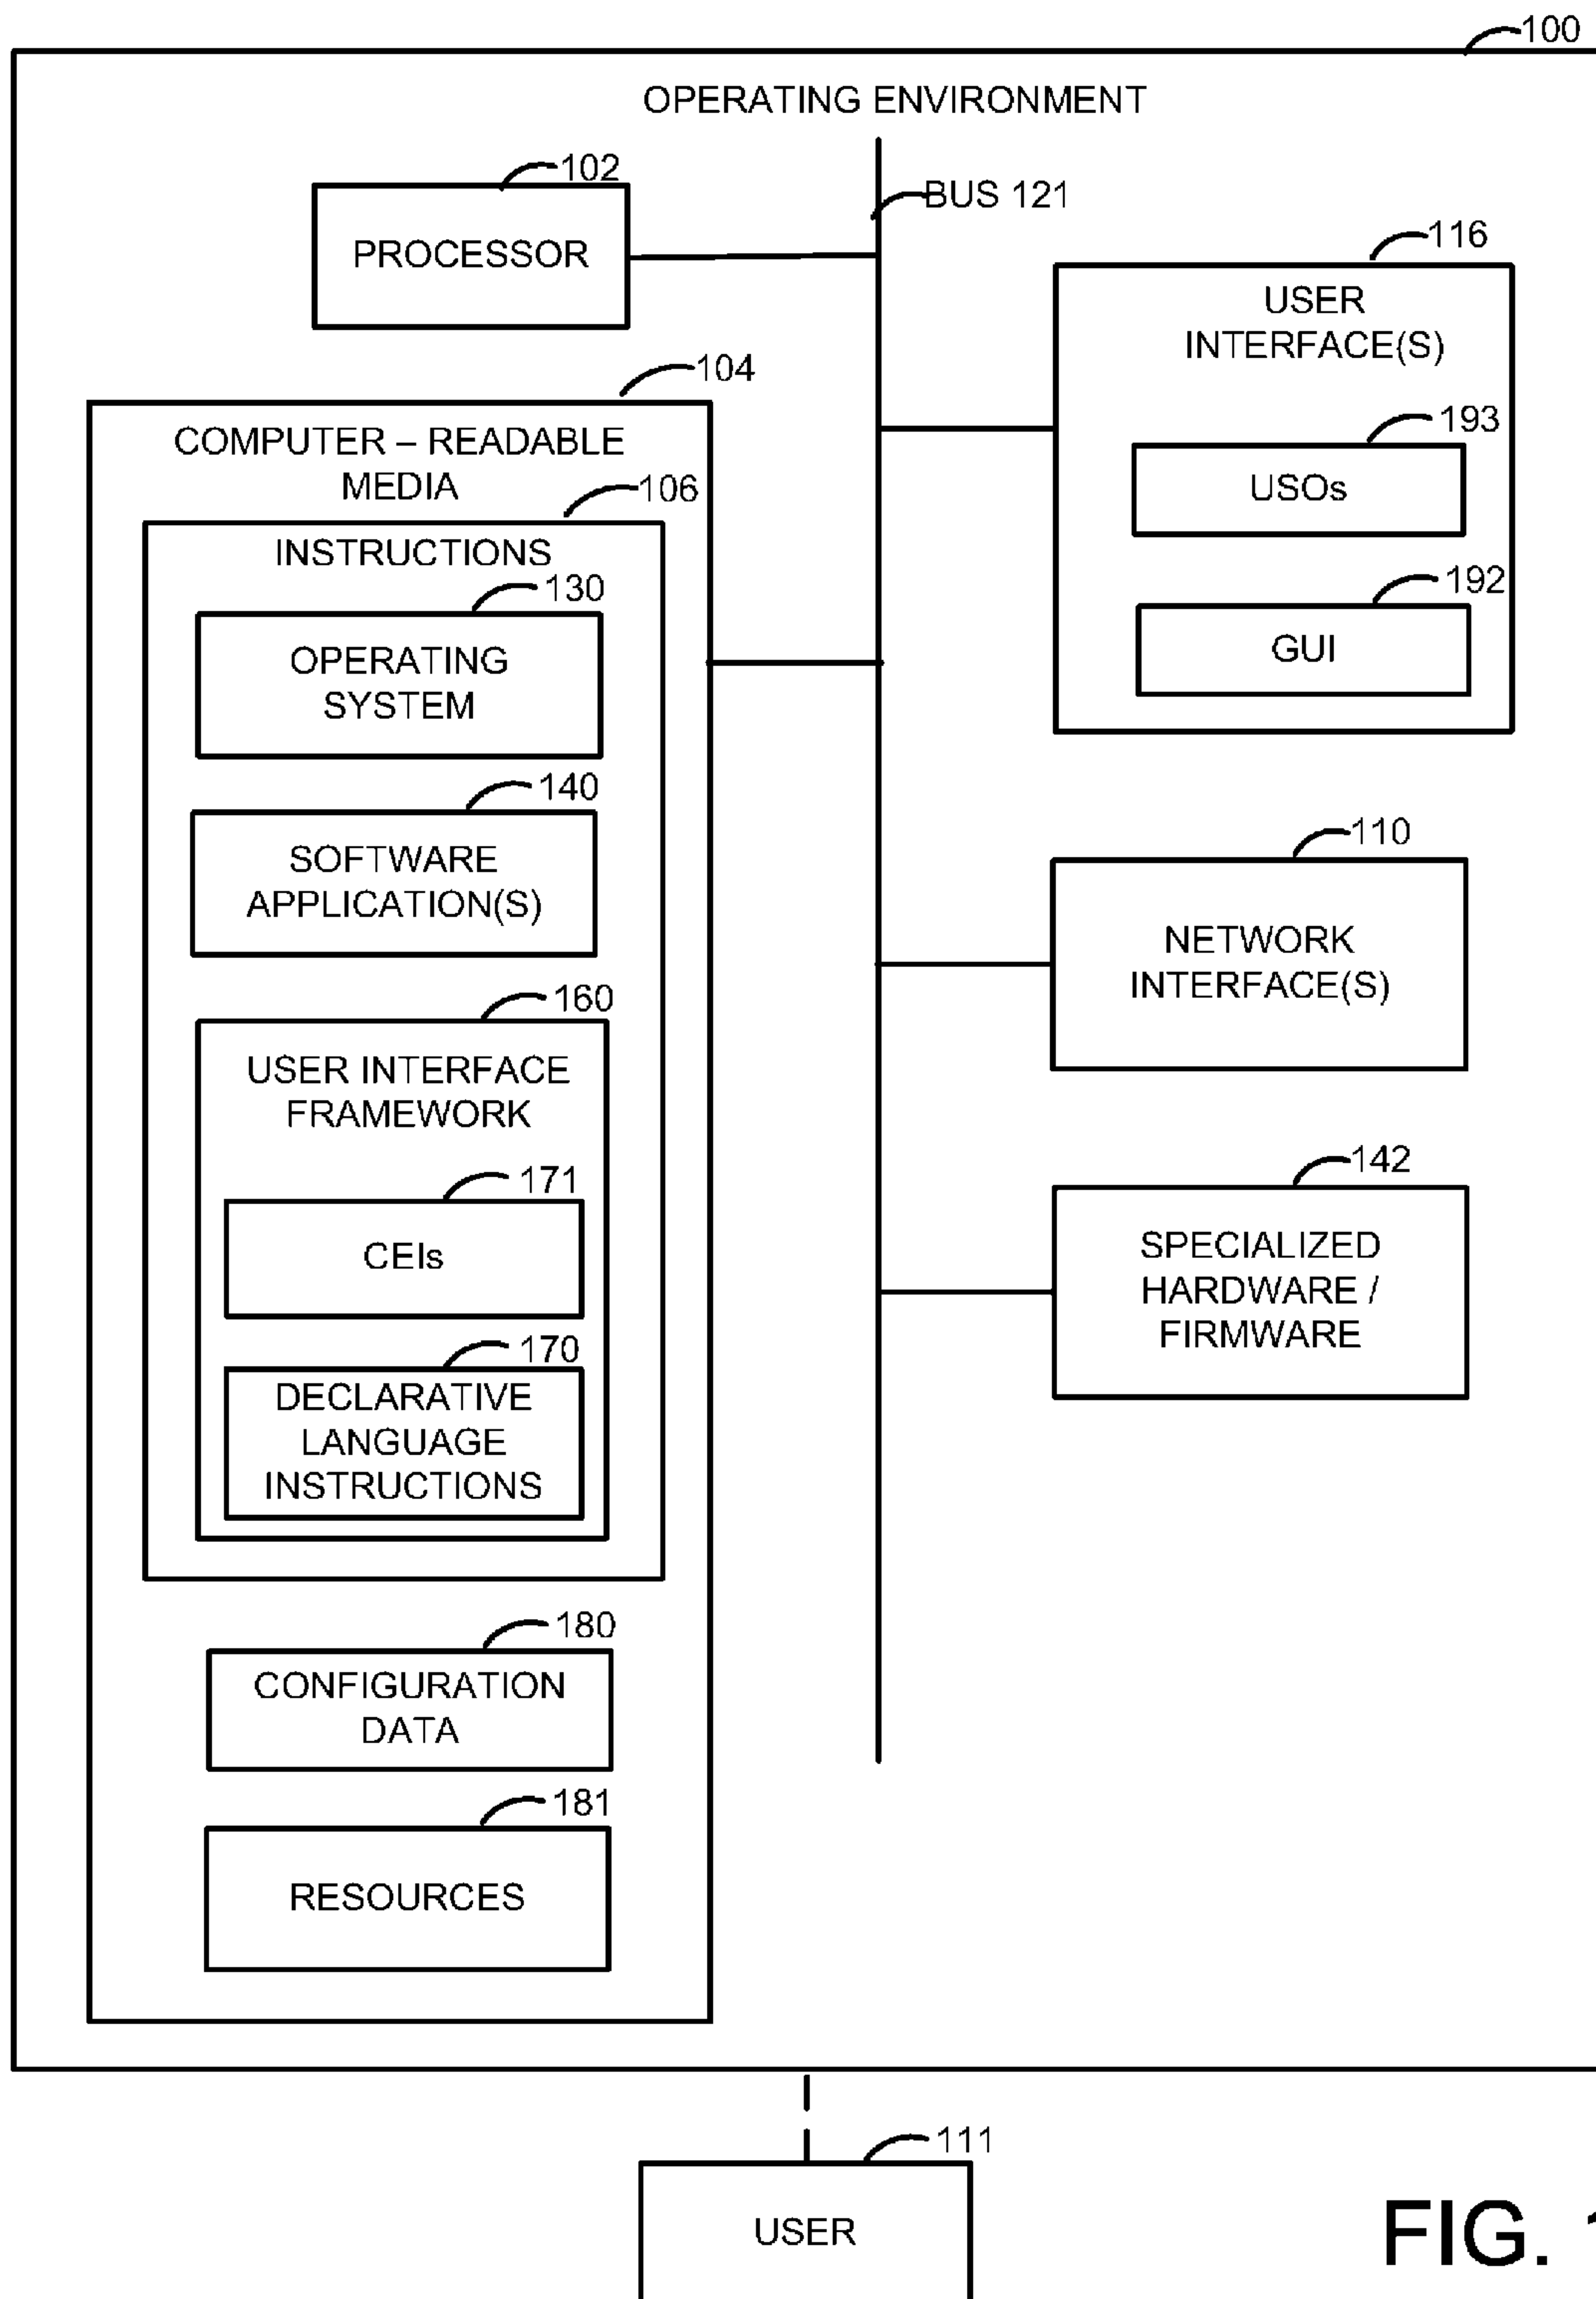 100
OPERATING ENVIRONMENT
102
PROCESSOR
BUS 121
116
USER
INTERFACE(S)
193
USOs
192
GUI
104
COMPUTER – READABLE
MEDIA
106
INSTRUCTIONS
130
OPERATING
SYSTEM
140
SOFTWARE
APPLICATION(S)
160
USER INTERFACE
FRAMEWORK
171
CEIs
170
DECLARATIVE
LANGUAGE
INSTRUCTIONS
180
CONFIGURATION
DATA
181
RESOURCES
110
NETWORK
INTERFACE(S)
142
SPECIALIZED
HARDWARE /
FIRMWARE
111
USER
FIG. 1